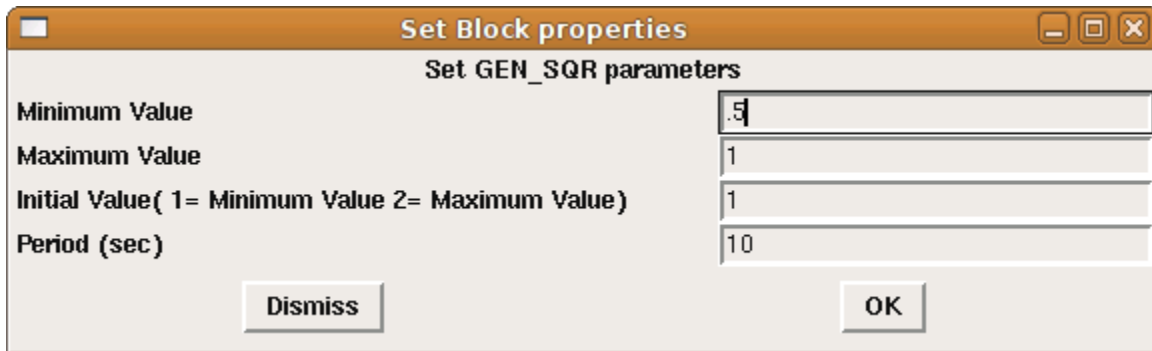 Set Block properties
Set GEN_SQR parameters
Minimum Value .5
Maximum Value 1
Initial Value( 1= Minimum Value 2= Maximum Value) 1
Period (sec) 10
Dismiss OK